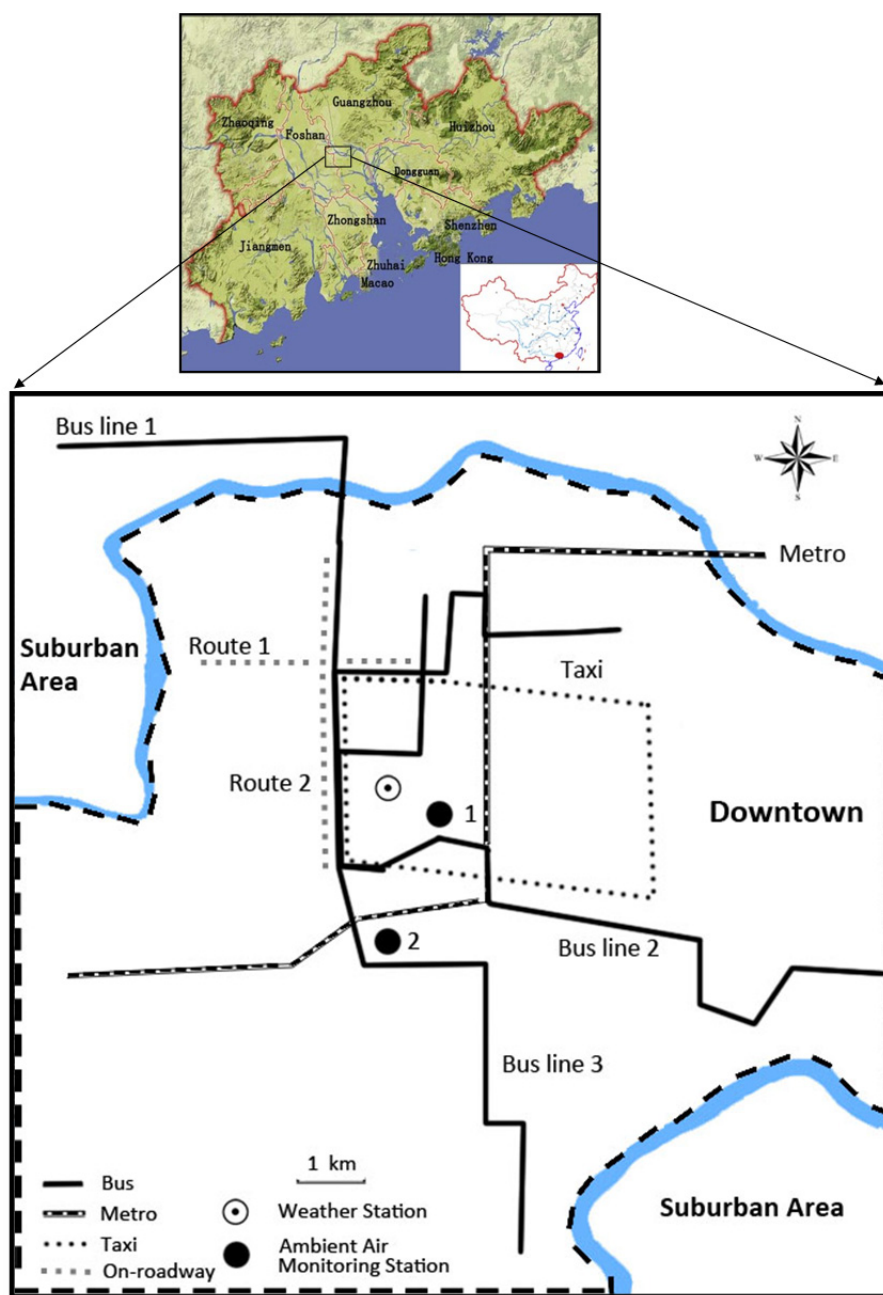 Guangzhou
Zhaoqing
Huizhou
Foshan
Dongguan
Zhongshan
Shenzhen
Jiangmen
Hong Kong
Zhuhai
Macao
Bus line 1
N
W E
S
Metro
Suburban
Area
Route 1
Taxi
Route 2
1
Downtown
2
Bus line 2
Bus line 3
1 km
Bus
Metro
Taxi
On-roadway
Weather Station
Ambient Air
Monitoring Station
Suburban Area